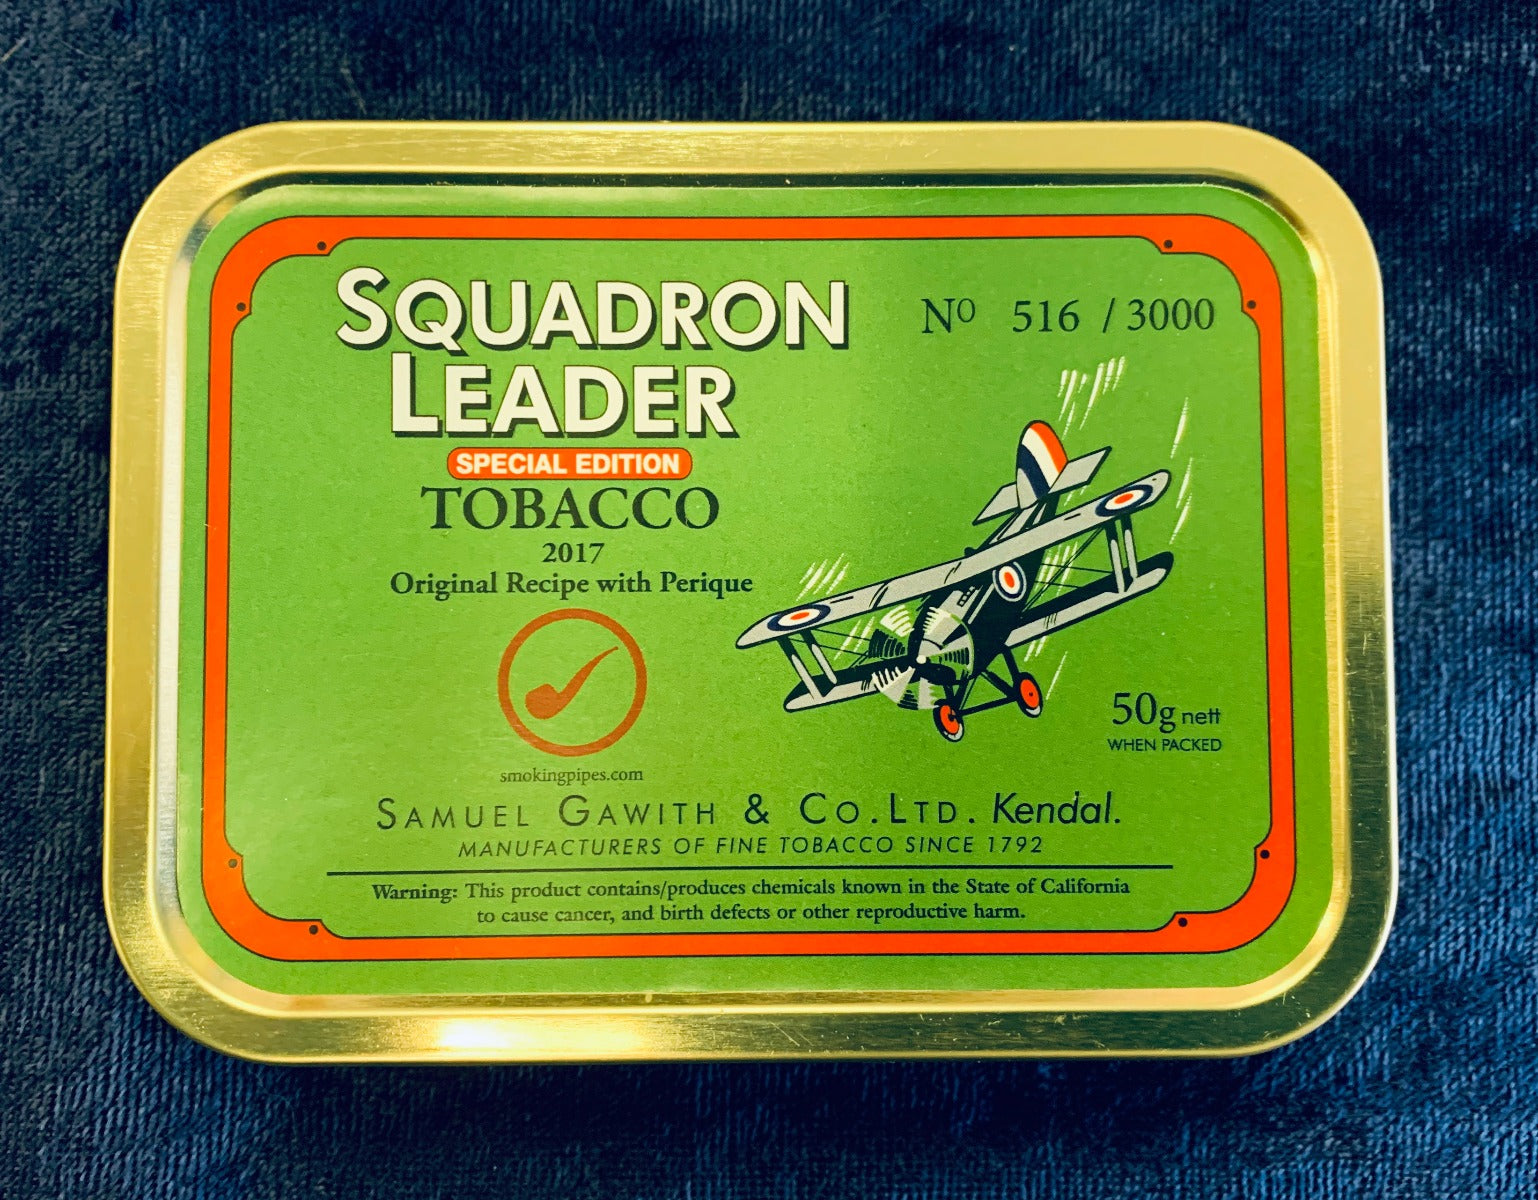 SQUADRON
LEADER
Nº 516 / 3000
SPECIAL EDITION
TOBACCO
2017
Original Recipe with Perique
smokingpipes.com
50g nett
WHEN PACKED
SAMUEL GAWITH & CO.LTD. Kendal.
MANUFACTURERS OF FINE TOBACCO SINCE 1792
Warning: This product contains/produces chemicals known in the State of California
to cause cancer, and birth defects or other reproductive harm.